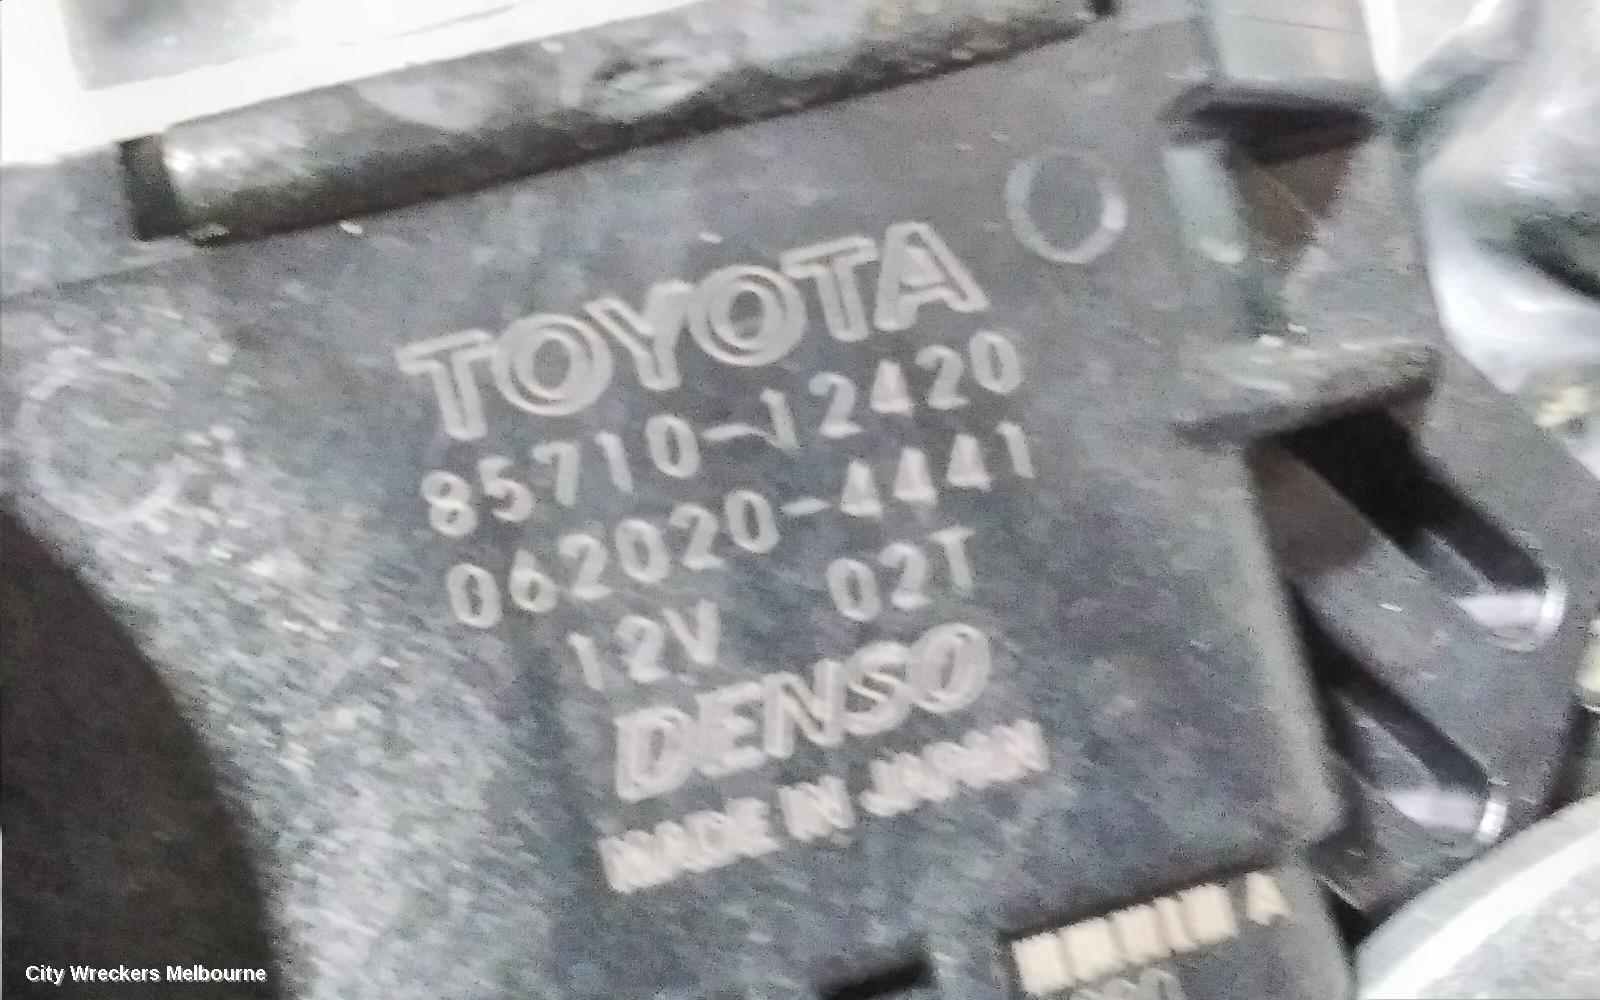 TOYOTA
85710-12420
062020-4441
12V 02T
DENSO
MADE IN JAPAN
A
City Wreckers Melbourne